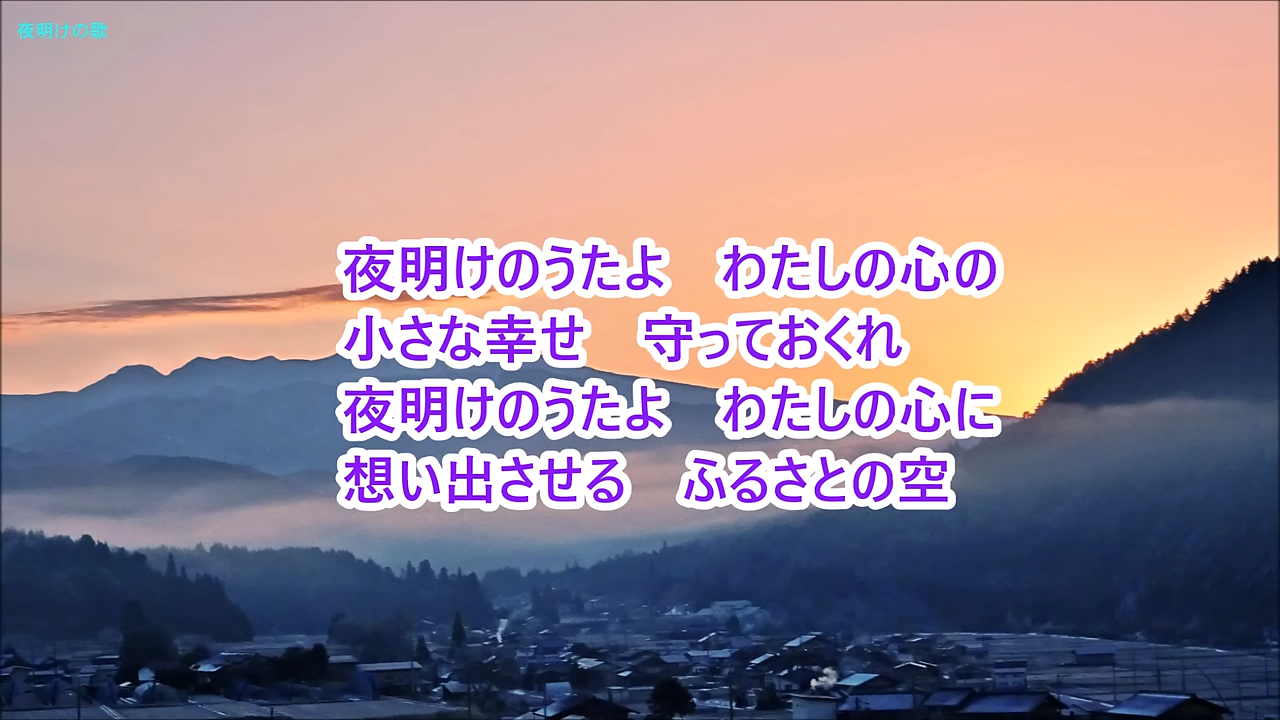 夜明けの歌
夜明けのうたよ　わたしの心の
小さな幸せ　守っておくれ
夜明けのうたよ　わたしの心に
想い出させる　ふるさとの空